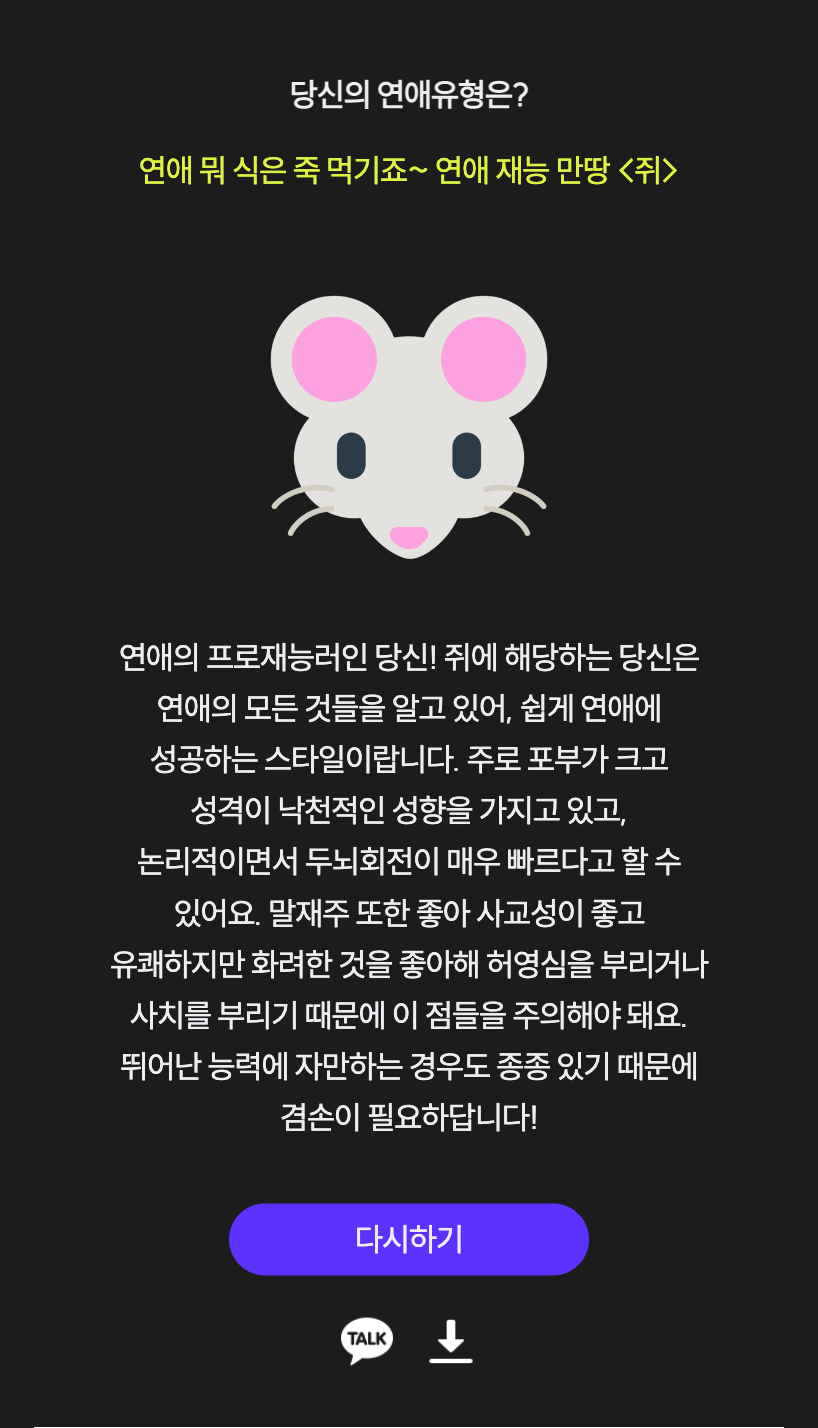 당신의 연애유형은?
연애 뭐 식은 죽 먹기죠~ 연애 재능 만땅 <쥐>
연애의 프로재능러인 당신! 쥐에 해당하는 당신은
연애의 모든 것들을 알고 있어, 쉽게 연애에
성공하는 스타일이랍니다. 주로 포부가 크고
성격이 낙천적인 성향을 가지고 있고,
논리적이면서 두뇌회전이 매우 빠르다고 할 수
있어요. 말재주 또한 좋아 사교성이 좋고
유쾌하지만 화려한 것을 좋아해 허영심을 부리거나
사치를 부리기 때문에 이 점들을 주의해야 돼요.
뛰어난 능력에 자만하는 경우도 종종 있기 때문에
겸손이 필요하답니다!
다시하기
TALK